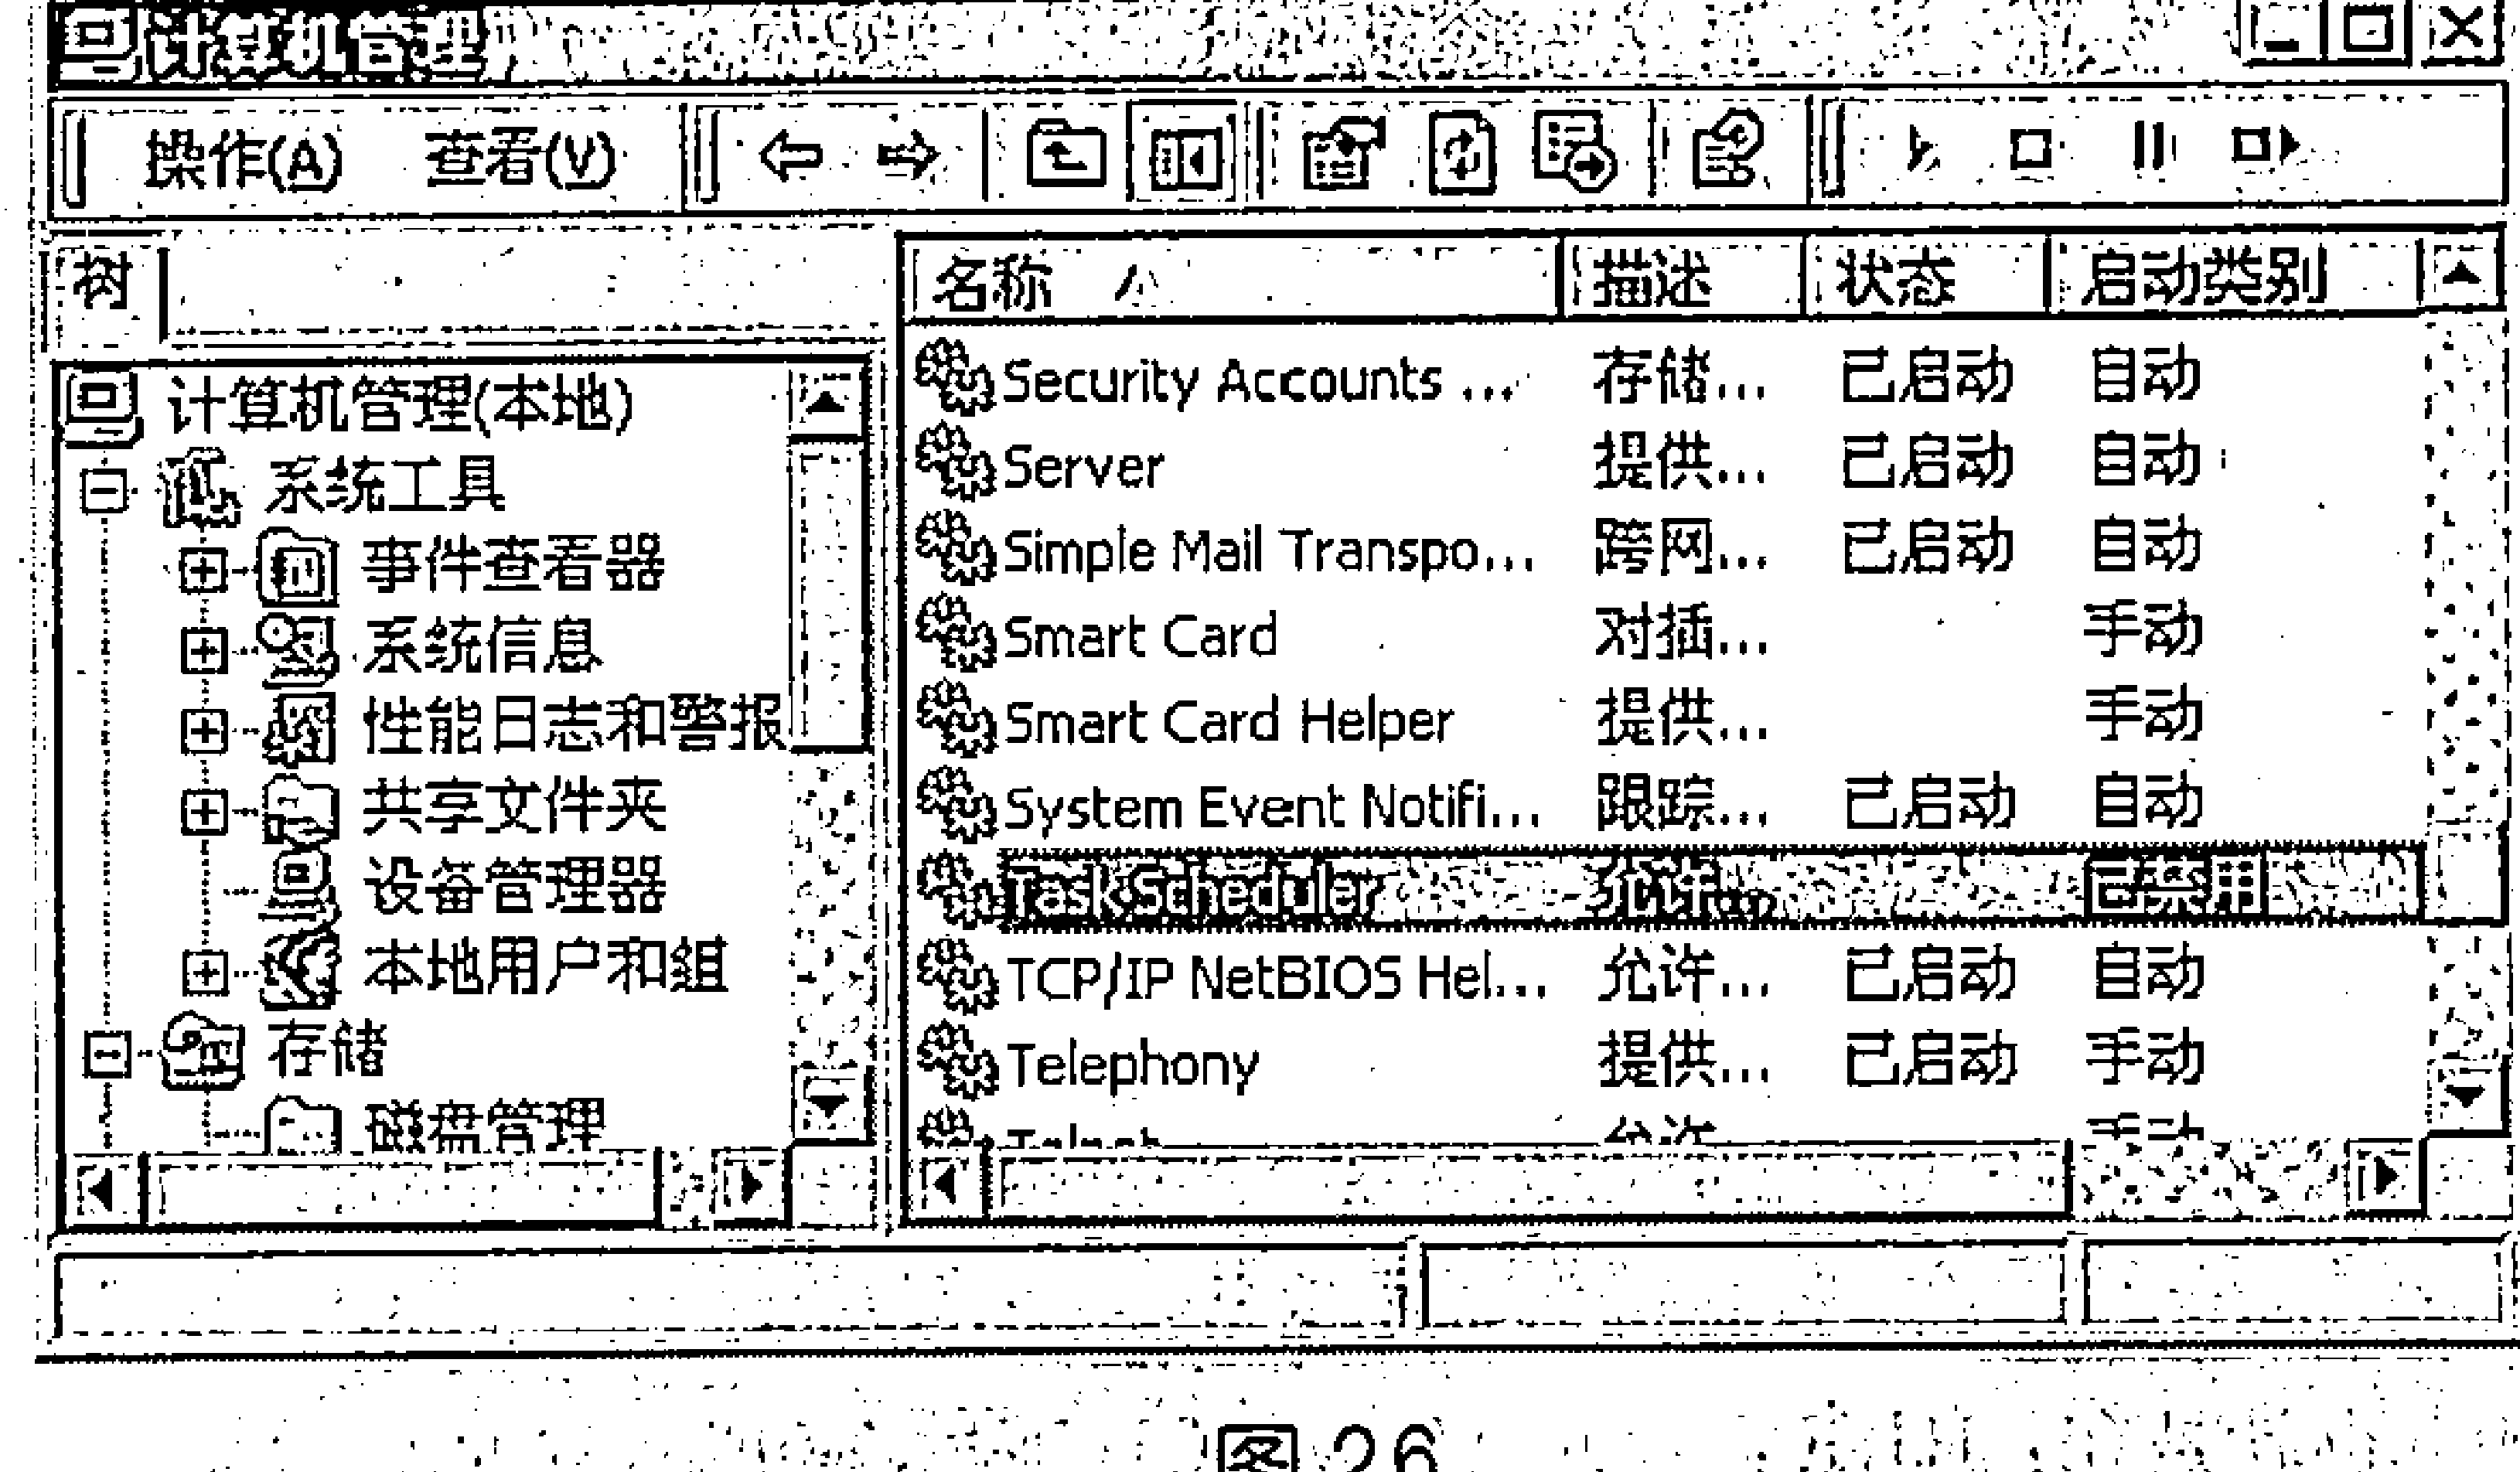 计算机管理
操作(A) 查看(V)
树
计算机管理(本地)
系统工具
事件查看器
系统信息
性能日志和警报
共享文件夹
设备管理器
本地用户和组
存储
磁盘管理
名称 描述 状态 启动类别
Security Accounts ... 存储... 已启动 自动
Server 提供... 已启动 自动
Simple Mail Transpo... 跨网... 已启动 自动
Smart Card 对插... 手动
Smart Card Helper 提供... 手动
System Event Notifi... 跟踪... 已启动 自动
Task Scheduler 允许... 已禁用
TCP/IP NetBIOS Hel... 允许... 已启动 自动
Telephony 提供... 已启动 手动
图 26